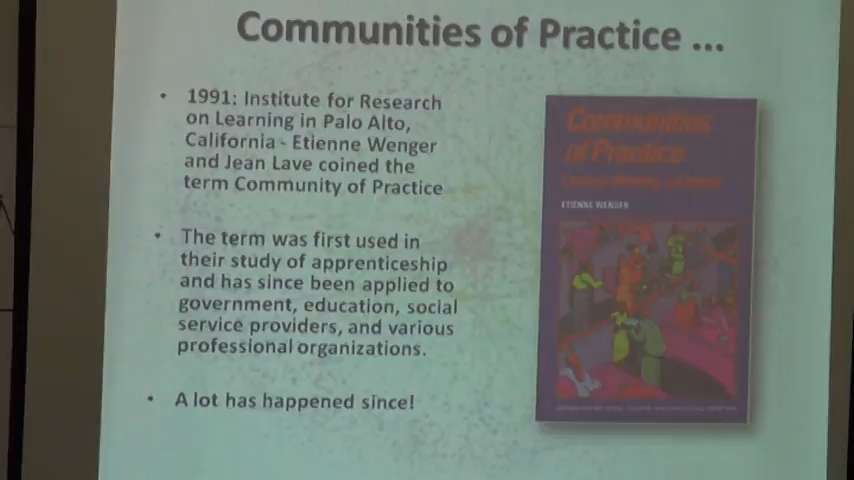 Communities of Practice ...
• 1991: Institute for Research
on Learning in Palo Alto,
California - Etienne Wenger
and Jean Lave coined the
term Community of Practice
• The term was first used in
their study of apprenticeship
and has since been applied to
government, education, social
service providers, and various
professional organizations.
• A lot has happened since!
Communities
of Practice
ETIENNE WENGER